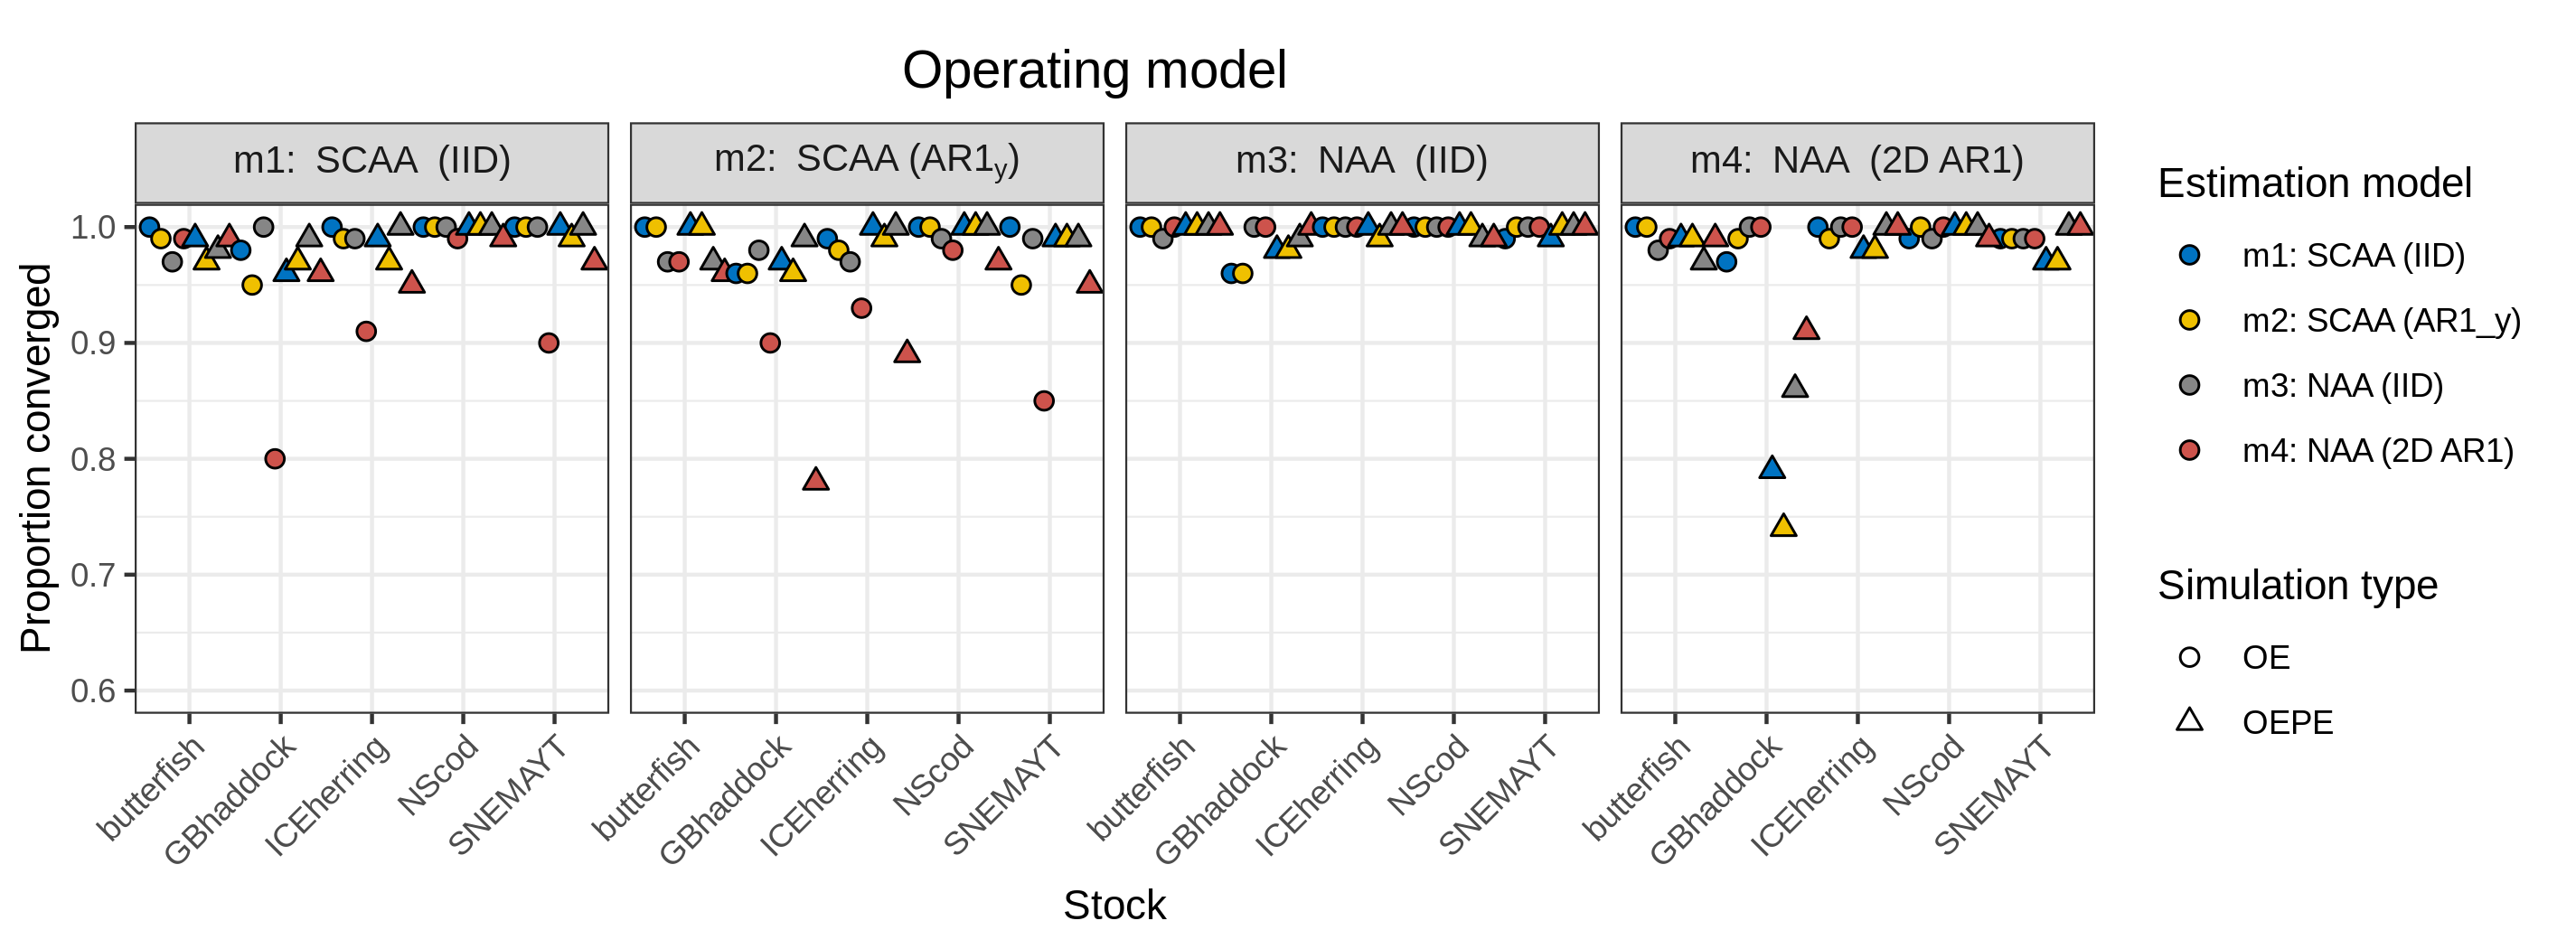 Operating model
m1: SCAA (IID)
m2: SCAA (AR1y)
m3: NAA (IID)
m4: NAA (2D AR1)
Proportion converged
1.0
0.9
0.8
0.7
0.6
butterfish
GBhaddock
ICEherring
NScod
SNEMAYT
butterfish
GBhaddock
ICEherring
NScod
SNEMAYT
butterfish
GBhaddock
ICEherring
NScod
SNEMAYT
butterfish
GBhaddock
ICEherring
NScod
SNEMAYT
Stock
Estimation model
m1: SCAA (IID)
m2: SCAA (AR1_y)
m3: NAA (IID)
m4: NAA (2D AR1)
Simulation type
OE
OEPE